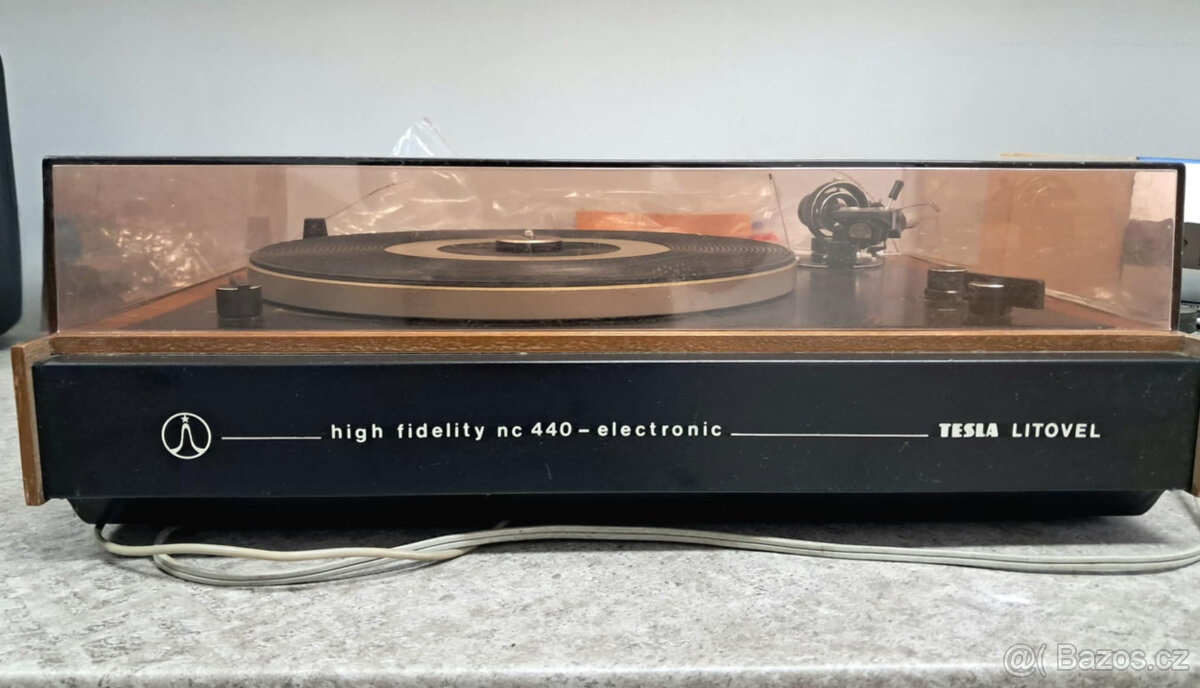 high fidelity nc 440 - electronic TESLA LITOVEL
@( Bazos.cz